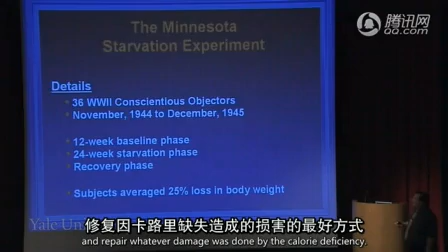 The Minnesota
Starvation Experiment
腾讯网
QQ.com
Details
36 WWII Conscientious Objectors
November, 1944 to December, 1945
12-week baseline phase
24-week starvation phase
Recovery phase
Subjects averaged 25% loss in body weight
Yale Un
修复因卡路里缺失造成的损害的最好方式
and repair whatever damage was done by the calorie deficiency.